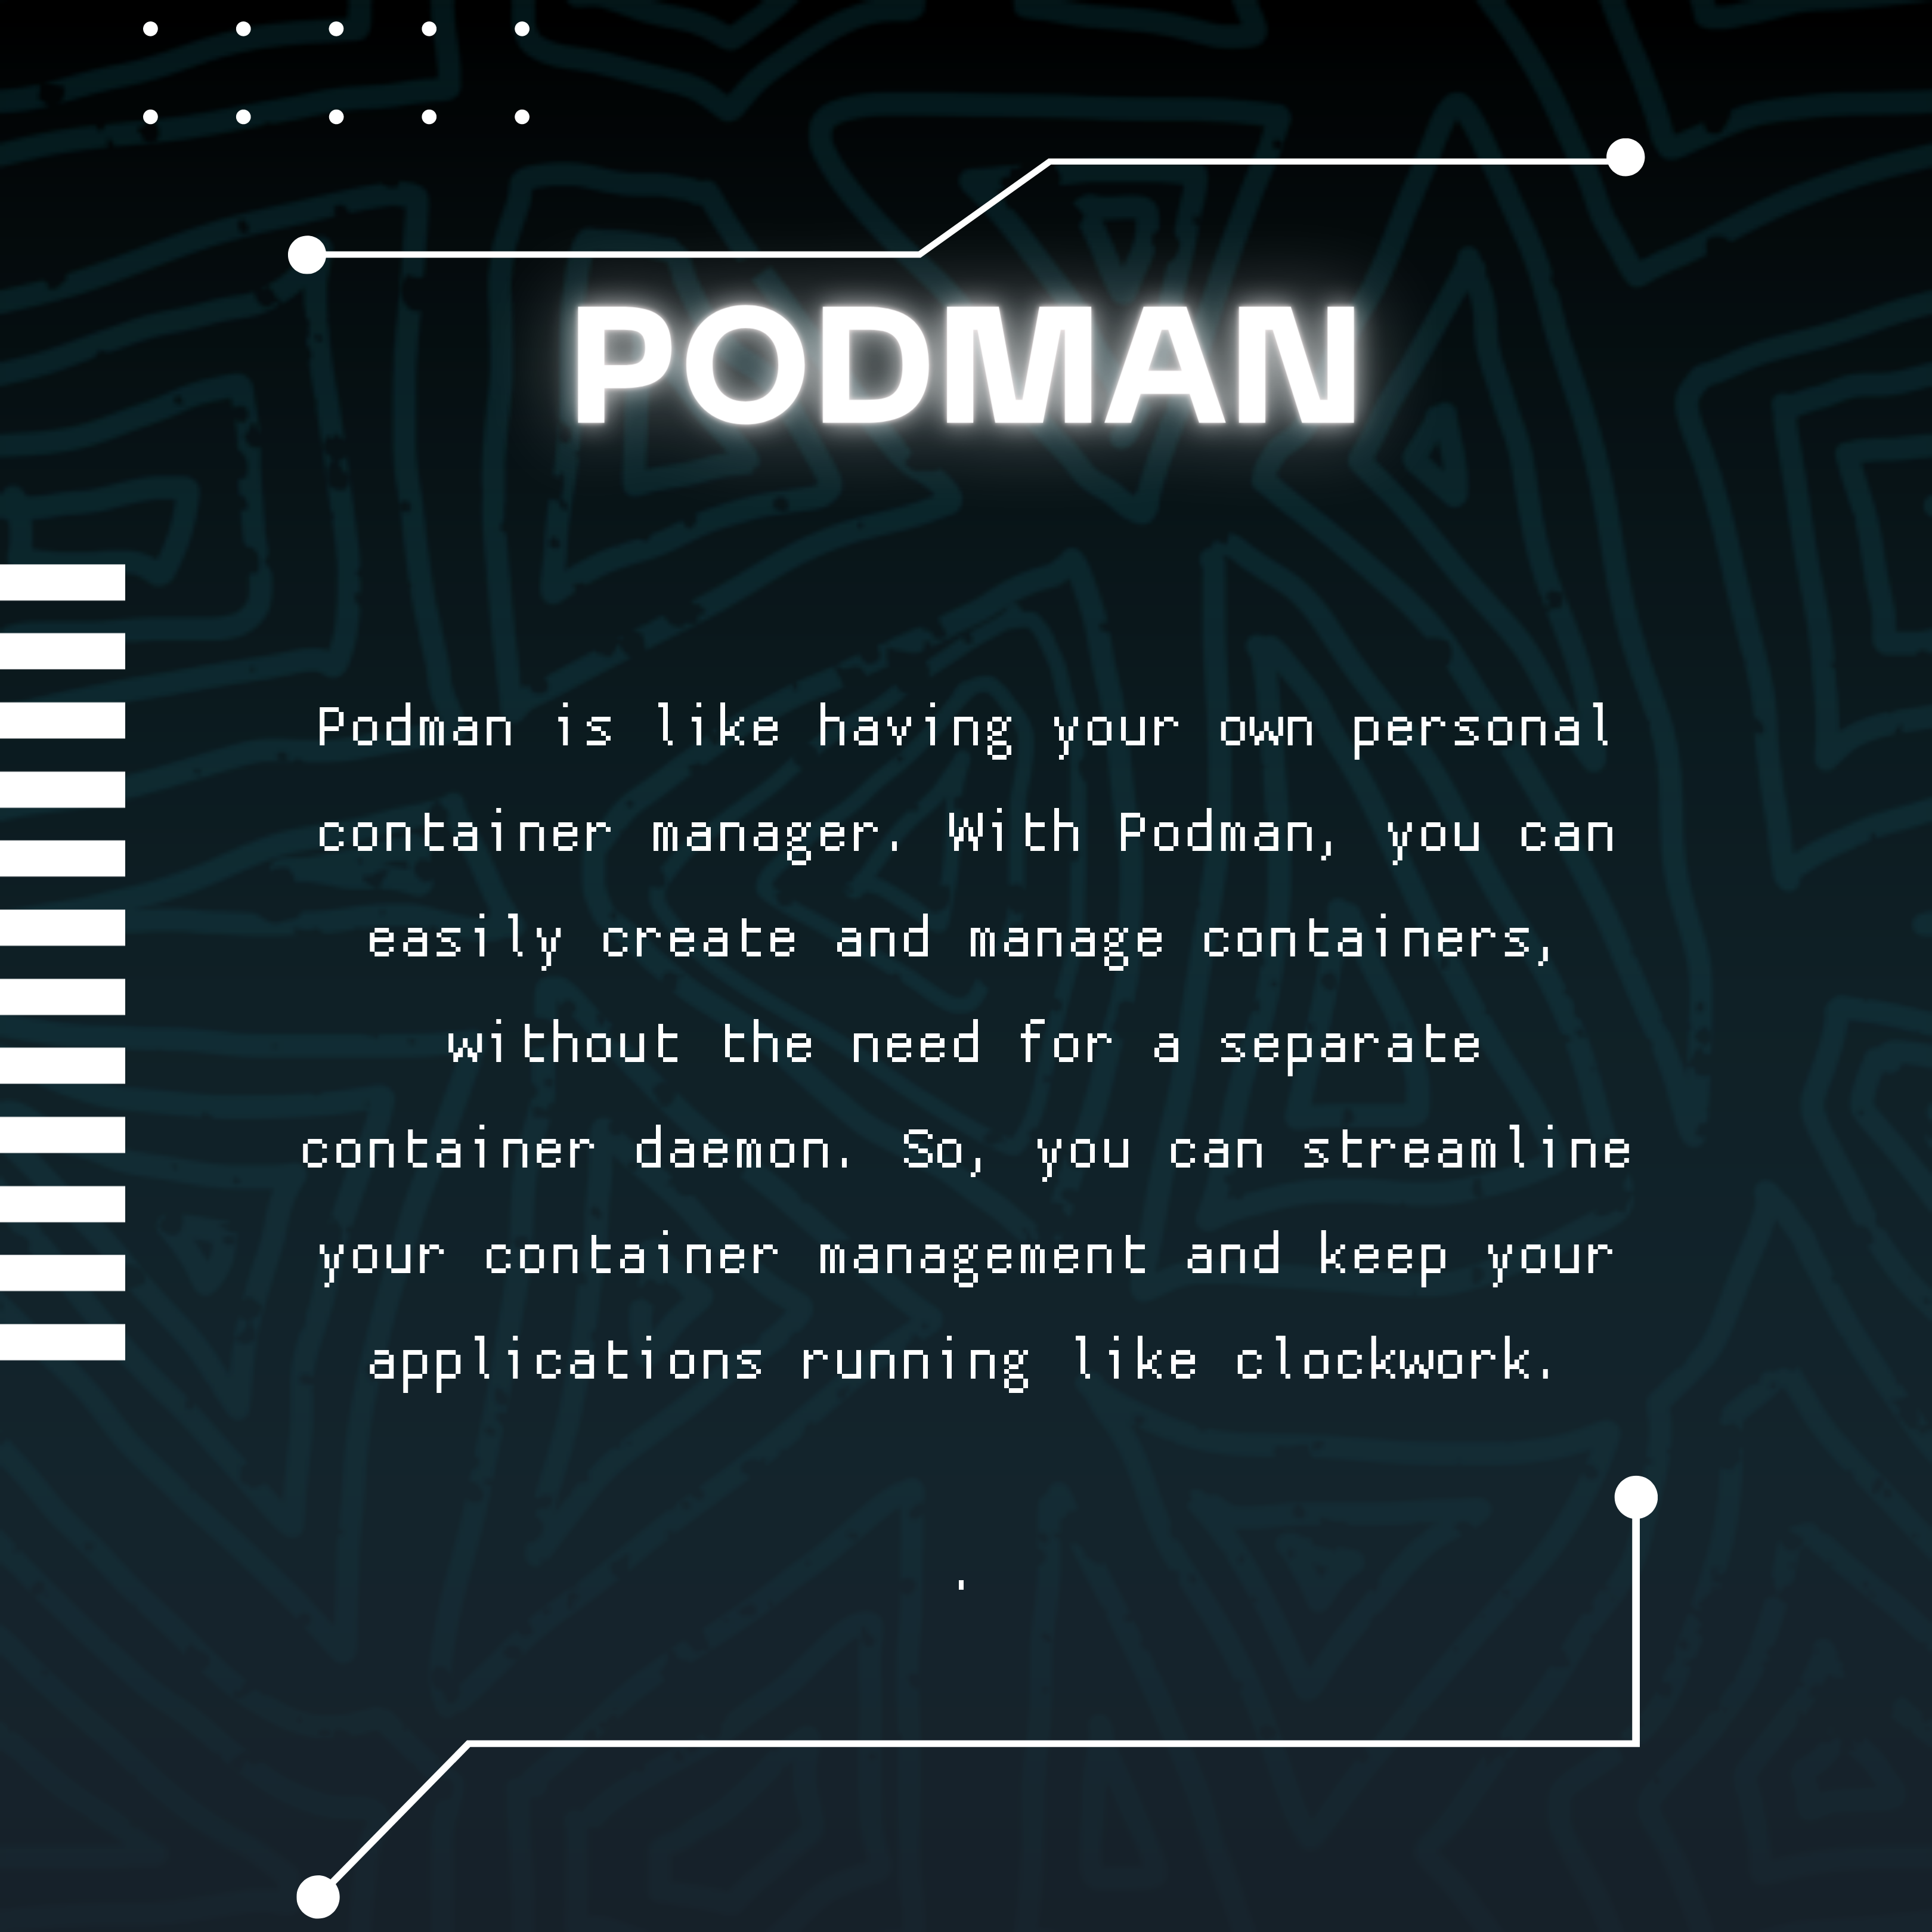 PODMAN
Podman is like having your own personal
container manager. With Podman, you can
easily create and manage containers,
without the need for a separate
container daemon. So, you can streamline
your container management and keep your
applications running like clockwork.
.